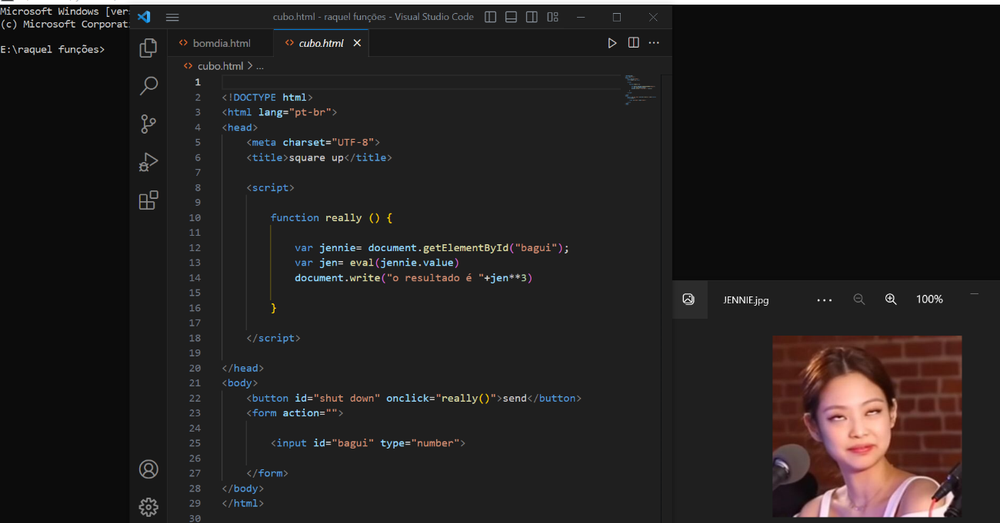 Microsoft Windows [ver
(c) Microsoft Corporat
E:\raquel funções>
cubo.html - raquel funções - Visual Studio Code
bomdia.html
cubo.html
cubo.html > ...
1
2 <!DOCTYPE html>
3 <html lang="pt-br">
4 <head>
5 <meta charset="UTF-8">
6 <title>square up</title>
7
8 <script>
9
10 function really () {
11
12 var jennie= document.getElementById("bagui");
13 var jen= eval(jennie.value)
14 document.write("o resultado é "+jen**3)
15
16 }
17
18 </script>
19
20 </head>
21 <body>
22 <button id="shut down" onclick="really()">send</button>
23 <form action="">
24
25 <input id="bagui" type="number">
26
27 </form>
28 </body>
29 </html>
30
JENNIE.jpg
100%